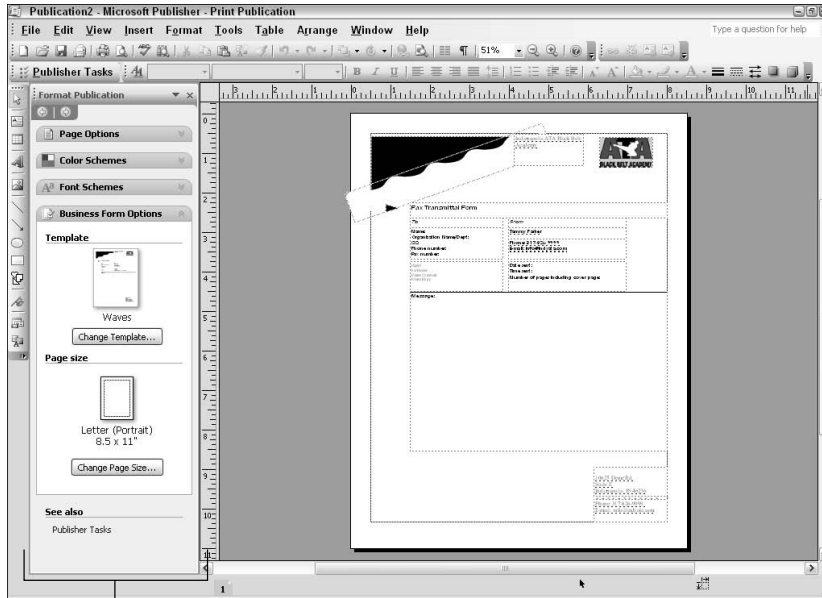 Publication2 - Microsoft Publisher - Print Publication
File Edit View Insert Format Tools Table Arrange Window Help
Type a question for help
51%
Publisher Tasks
Format Publication
Page Options
Color Schemes
Font Schemes
Business Form Options
Template
Waves
Change Template...
Page size
Letter (Portrait)
8.5 x 11"
Change Page Size...
See also
Publisher Tasks
ATA
BLACK BELT ACADEMY
Fax Transmittal Form
To:
From:
Name
Organization Name/Dept:
CC:
Phone number:
Fax number:
Date sent:
Time sent:
Number of pages including cover page:
Message:
1